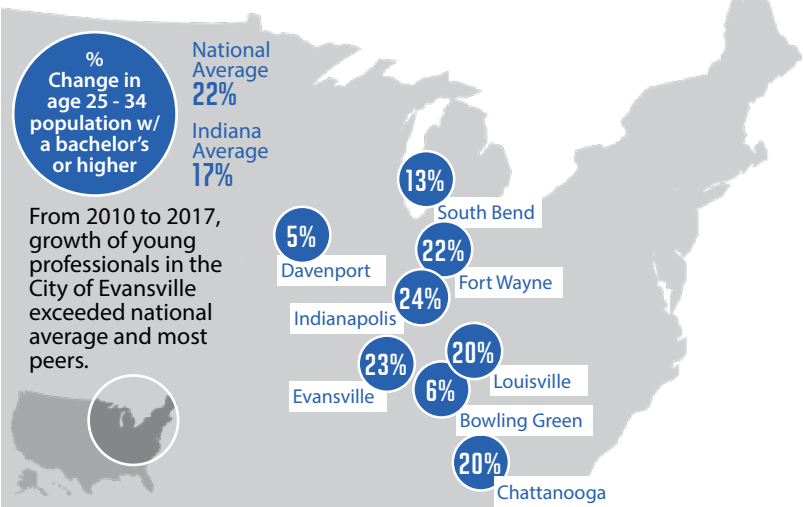 %
Change in
age 25 - 34
population w/
a bachelor's
or higher
National
Average
22%
Indiana
Average
17%
From 2010 to 2017,
growth of young
professionals in the
City of Evansville
exceeded national
average and most
peers.
13%
South Bend
5%
Davenport
22%
Fort Wayne
24%
Indianapolis
20%
Louisville
23%
Evansville
6%
Bowling Green
20%
Chattanooga